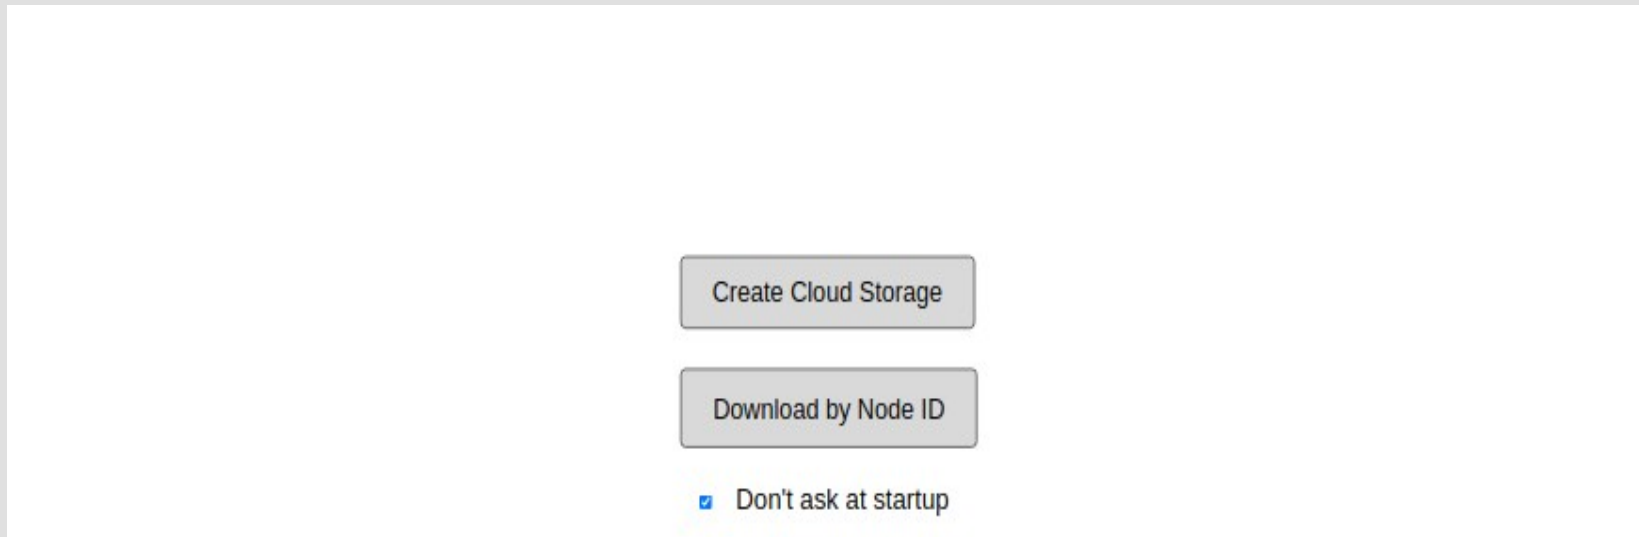 Create Cloud Storage
Download by Node ID
Don't ask at startup